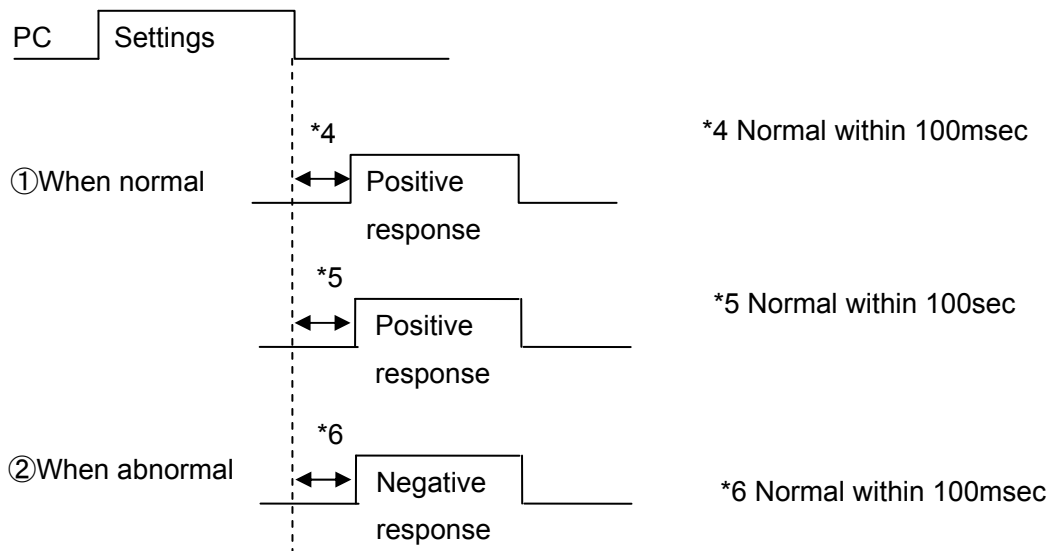 PC Settings
*4
*4 Normal within 100msec
①When normal
Positive
response
*5
*5 Normal within 100sec
Positive
response
*6
②When abnormal
Negative
response
*6 Normal within 100msec